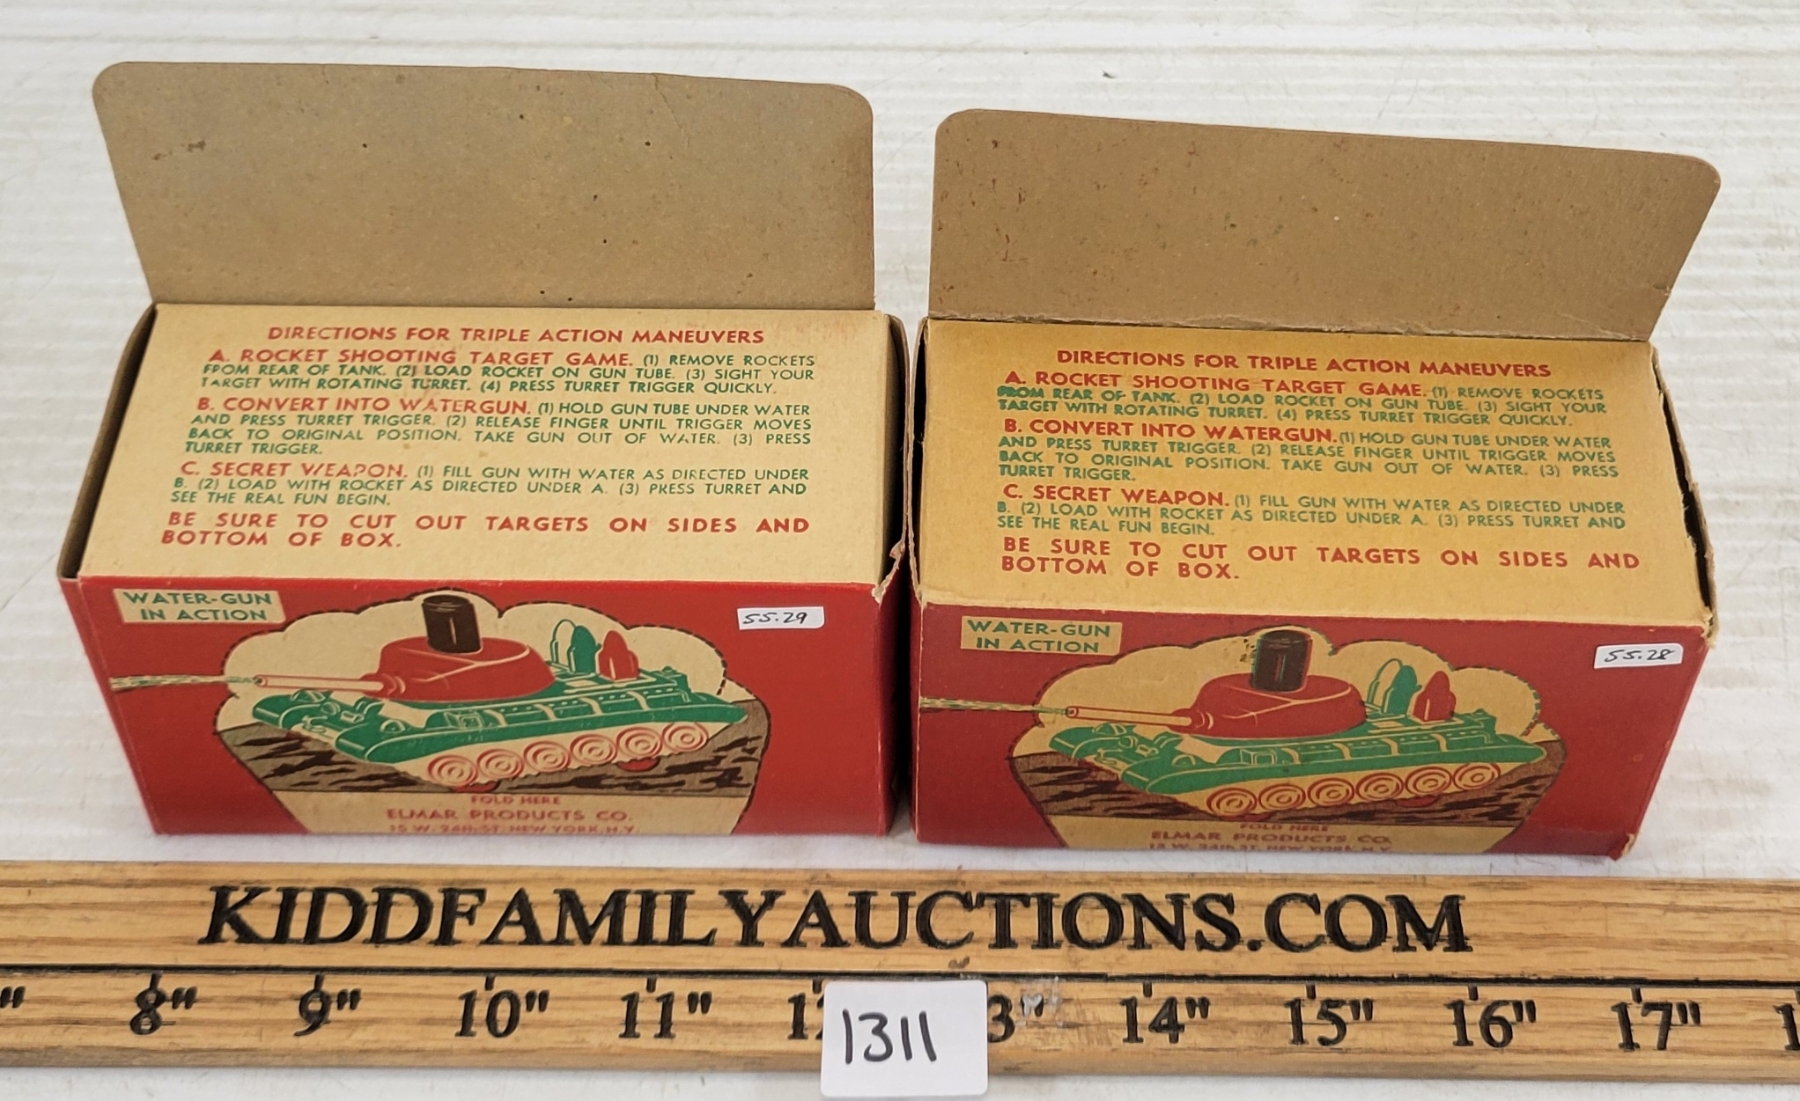 DIRECTIONS FOR TRIPLE ACTION MANEUVERS
A. ROCKET SHOOTING TARGET GAME. (1) REMOVE ROCKETS
FROM REAR OF TANK. (2) LOAD ROCKET ON GUN TUBE. (3) SIGHT YOUR
TARGET WITH ROTATING TURRET. (4) PRESS TURRET TRIGGER QUICKLY.
B. CONVERT INTO WATERGUN. (1) HOLD GUN TUBE UNDER WATER
AND PRESS TURRET TRIGGER. (2) RELEASE FINGER UNTIL TRIGGER MOVES
BACK TO ORIGINAL POSITION. TAKE GUN OUT OF WATER. (3) PRESS
TURRET TRIGGER.
C. SECRET WEAPON. (1) FILL GUN WITH WATER AS DIRECTED UNDER
B. (2) LOAD WITH ROCKET AS DIRECTED UNDER A. (3) PRESS TURRET AND
SEE THE REAL FUN BEGIN.
BE SURE TO CUT OUT TARGETS ON SIDES AND
BOTTOM OF BOX.
WATER-GUN
IN ACTION
55.29
FOLD HERE
ELMAR PRODUCTS CO.
15 W. 24th ST. NEW YORK, N.Y
DIRECTIONS FOR TRIPLE ACTION MANEUVERS
A. ROCKET SHOOTING TARGET GAME. (1) REMOVE ROCKETS
FROM REAR OF TANK. (2) LOAD ROCKET ON GUN TUBE. (3) SIGHT YOUR
TARGET WITH ROTATING TURRET. (4) PRESS TURRET TRIGGER QUICKLY.
B. CONVERT INTO WATERGUN. (1) HOLD GUN TUBE UNDER WATER
AND PRESS TURRET TRIGGER. (2) RELEASE FINGER UNTIL TRIGGER MOVES
BACK TO ORIGINAL POSITION. TAKE GUN OUT OF WATER. (3) PRESS
TURRET TRIGGER.
C. SECRET WEAPON. (1) FILL GUN WITH WATER AS DIRECTED UNDER
B. (2) LOAD WITH ROCKET AS DIRECTED UNDER A. (3) PRESS TURRET AND
SEE THE REAL FUN BEGIN.
BE SURE TO CUT OUT TARGETS ON SIDES AND
BOTTOM OF BOX.
WATER-GUN
IN ACTION
55.28
FOLD HERE
ELMAR PRODUCTS CO.
15 W. 24th ST. NEW YORK, N.Y
KIDDFAMILYAUCTIONS.COM
8" 9" 10" 11" 14" 15" 16" 17"
1311